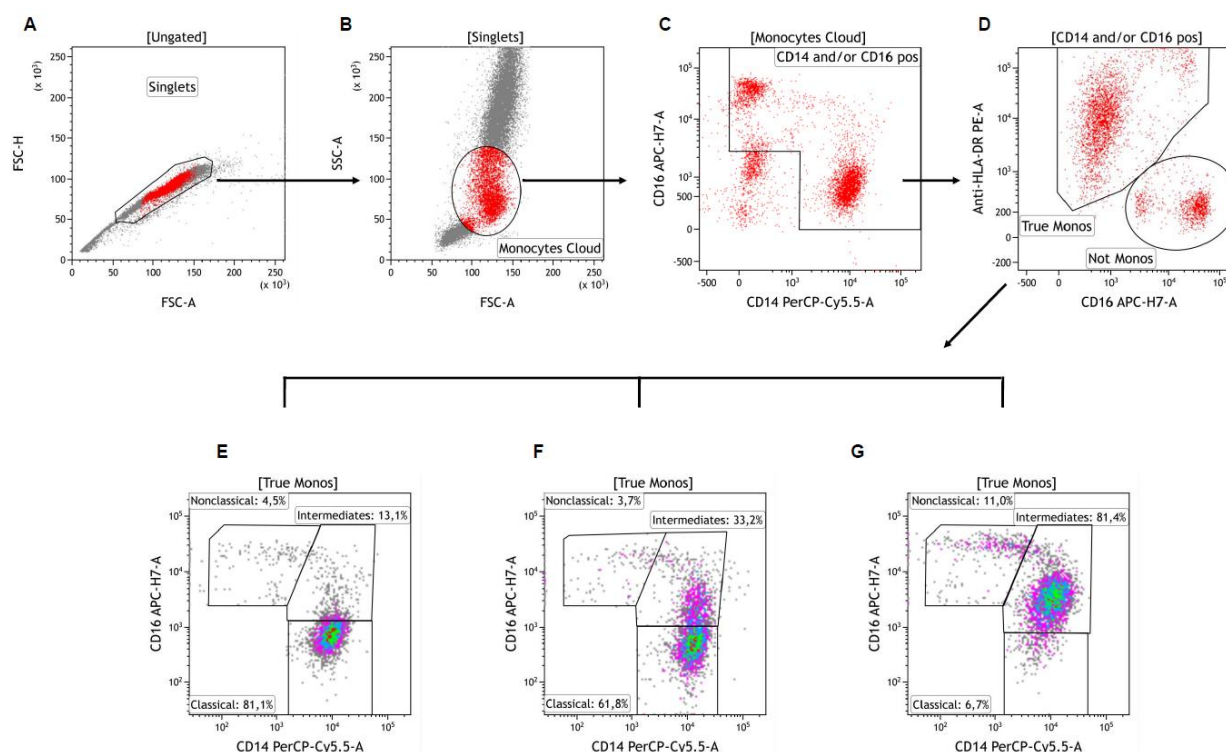 A
B
C
D
[Ungated]
[Singlets]
[Monocytes Cloud]
[CD14 and/or CD16 pos]
(x 10³)
250
200
150
100
50
0
FSC-H
Singlets
0
50
100
150
200
250
(x 10³)
FSC-A
(x 10³)
250
200
150
100
50
0
SSC-A
Monocytes Cloud
0
50
100
150
200
250
(x 10³)
FSC-A
CD14 and/or CD16 pos
10⁵
10⁴
10³
500
0
-500
CD16 APC-H7-A
-500
0
10³
10⁴
10⁵
CD14 PerCP-Cy5.5-A
10⁵
10⁴
10³
200
0
-200
Anti-HLA-DR PE-A
True Monos
Not Monos
-500
0
10³
10⁴
10⁵
CD16 APC-H7-A
E
F
G
[True Monos]
Nonclassical: 4,5%
Intermediates: 13,1%
10⁵
10⁴
10³
10²
CD16 APC-H7-A
Classical: 81,1%
10²
10³
10⁴
10⁵
CD14 PerCP-Cy5.5-A
[True Monos]
Nonclassical: 3,7%
Intermediates: 33,2%
10⁵
10⁴
10³
10²
CD16 APC-H7-A
Classical: 61,8%
10²
10³
10⁴
10⁵
CD14 PerCP-Cy5.5-A
[True Monos]
Nonclassical: 11,0%
Intermediates: 81,4%
10⁵
10⁴
10³
10²
CD16 APC-H7-A
Classical: 6,7%
10²
10³
10⁴
10⁵
CD14 PerCP-Cy5.5-A